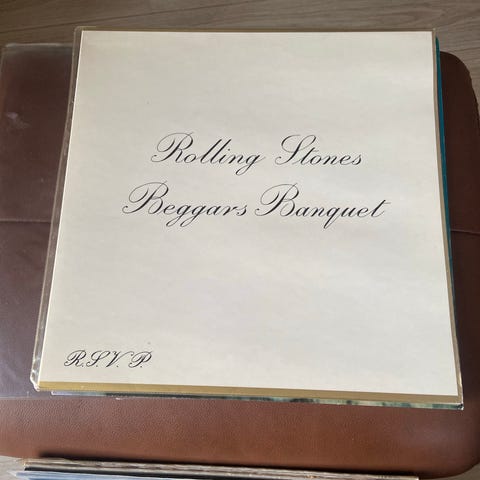 Rolling Stones
Beggars Banquet
R.S.V.P.